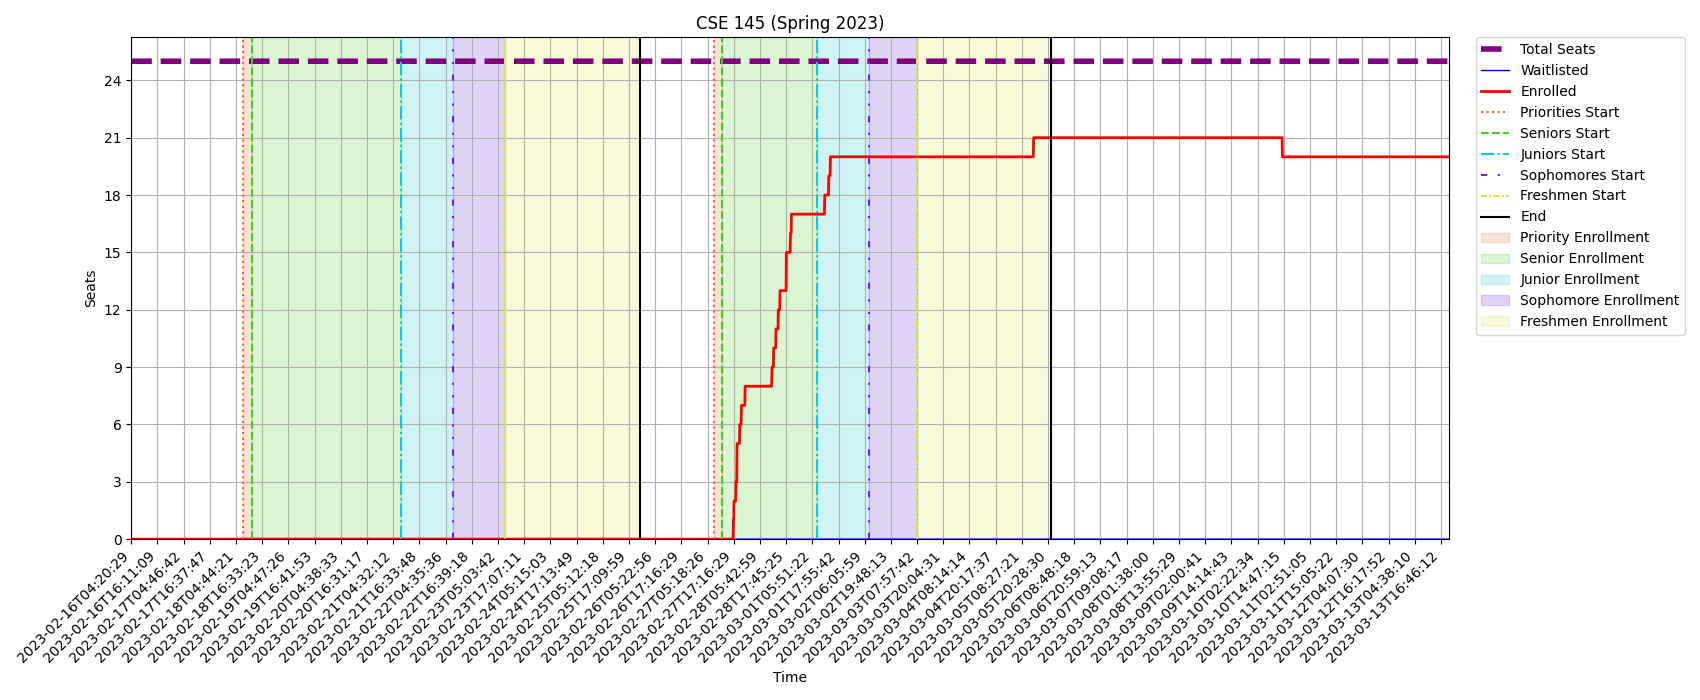 CSE 145 (Spring 2023)
Seats
24
21
18
15
12
9
6
3
0
2023-02-16T04:20:29
2023-02-16T16:11:09
2023-02-17T04:46:42
2023-02-17T16:37:47
2023-02-18T04:44:21
2023-02-18T16:33:23
2023-02-19T04:47:26
2023-02-19T16:41:53
2023-02-20T04:38:33
2023-02-20T16:31:17
2023-02-21T04:32:12
2023-02-21T16:33:48
2023-02-22T04:35:36
2023-02-22T16:39:18
2023-02-23T05:03:42
2023-02-23T17:07:11
2023-02-24T05:15:03
2023-02-24T17:13:49
2023-02-25T05:12:18
2023-02-25T17:09:59
2023-02-26T05:22:56
2023-02-26T17:16:29
2023-02-27T05:18:26
2023-02-27T17:16:29
2023-02-28T05:42:59
2023-02-28T17:45:25
2023-03-01T05:51:22
2023-03-01T17:55:42
2023-03-02T06:05:59
2023-03-02T19:48:13
2023-03-03T07:57:42
2023-03-03T20:04:31
2023-03-04T08:14:14
2023-03-04T20:17:37
2023-03-05T08:27:21
2023-03-05T20:28:30
2023-03-06T08:48:18
2023-03-06T20:59:13
2023-03-07T09:08:17
2023-03-08T01:38:00
2023-03-08T13:55:29
2023-03-09T02:00:41
2023-03-09T14:14:43
2023-03-10T02:22:34
2023-03-10T14:47:15
2023-03-11T02:51:05
2023-03-11T15:05:22
2023-03-12T04:07:30
2023-03-12T16:17:52
2023-03-13T04:38:10
2023-03-13T16:46:12
Time
Total Seats
Waitlisted
Enrolled
Priorities Start
Seniors Start
Juniors Start
Sophomores Start
Freshmen Start
End
Priority Enrollment
Senior Enrollment
Junior Enrollment
Sophomore Enrollment
Freshmen Enrollment